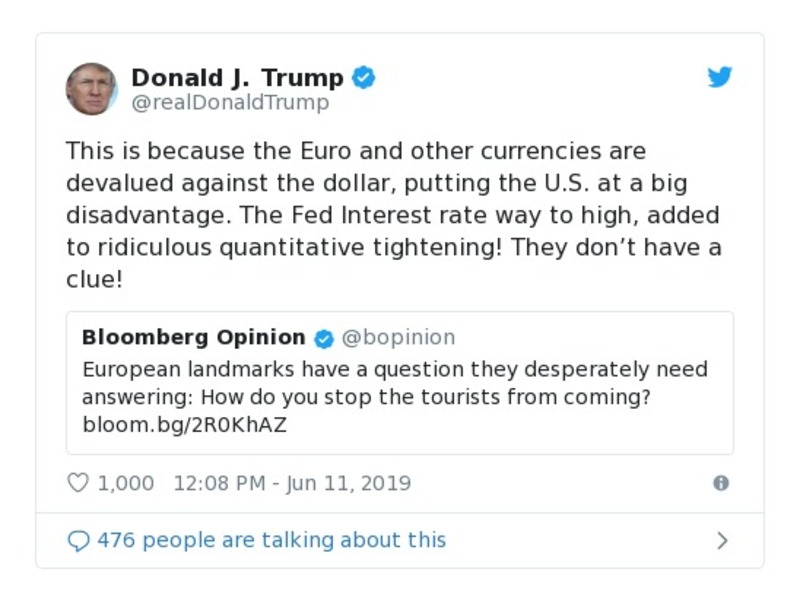 Donald J. Trump
@realDonaldTrump
This is because the Euro and other currencies are
devalued against the dollar, putting the U.S. at a big
disadvantage. The Fed Interest rate way to high, added
to ridiculous quantitative tightening! They don’t have a
clue!
Bloomberg Opinion @bopinion
European landmarks have a question they desperately need
answering: How do you stop the tourists from coming?
bloom.bg/2R0KhAZ
1,000 12:08 PM - Jun 11, 2019
476 people are talking about this